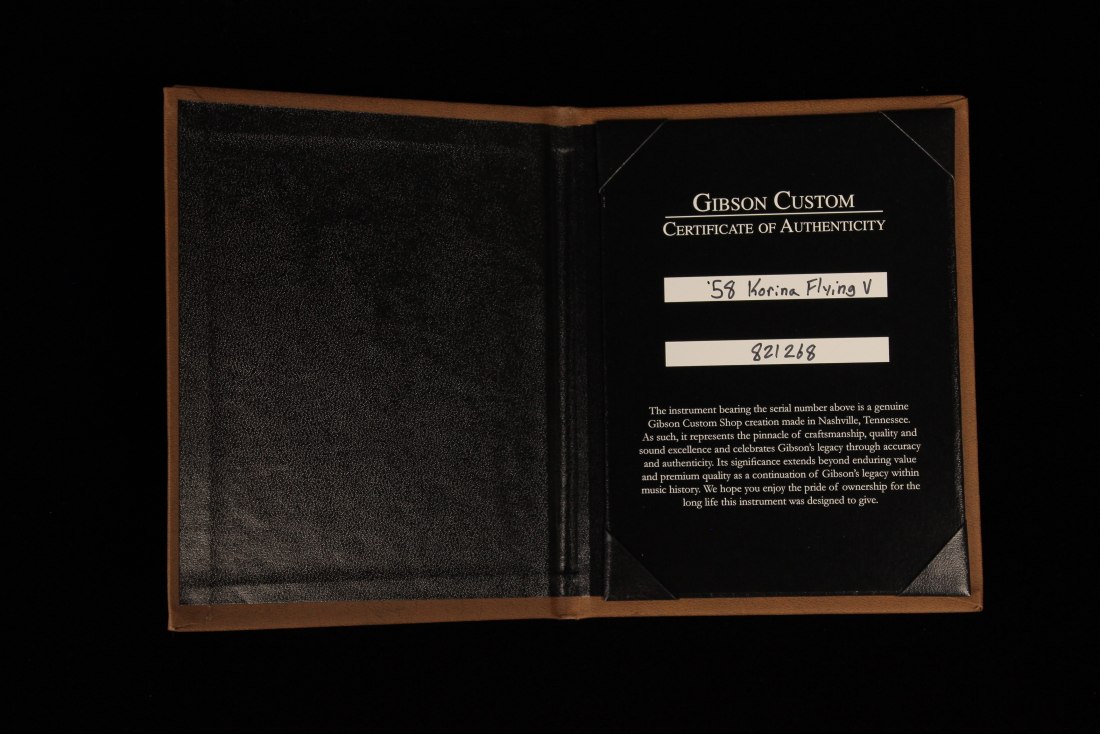 GIBSON CUSTOM
CERTIFICATE OF AUTHENTICITY
'58 Korina Flying V
821268
The instrument bearing the serial number above is a genuine
Gibson Custom Shop creation made in Nashville, Tennessee.
As such, it represents the pinnacle of craftsmanship, quality and
sound excellence and celebrates Gibson's legacy through accuracy
and authenticity. Its significance extends beyond enduring value
and premium quality as a continuation of Gibson's legacy within
music history. We hope you enjoy the pride of ownership for the
long life this instrument was designed to give.